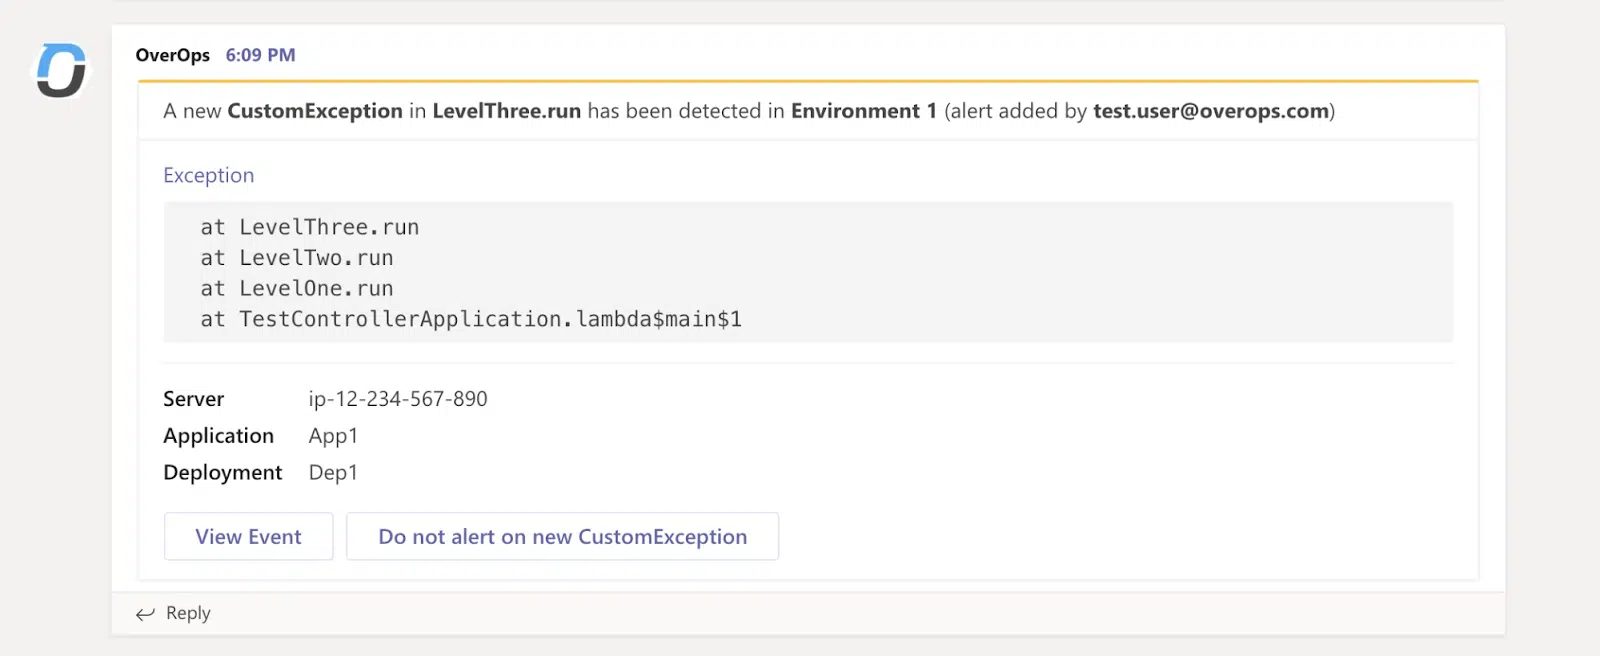 OverOps 6:09 PM
A new CustomException in LevelThree.run has been detected in Environment 1 (alert added by test.user@overops.com)
Exception
at LevelThree.run
at LevelTwo.run
at LevelOne.run
at TestControllerApplication.lambda$main$1
Server ip-12-234-567-890
Application App1
Deployment Dep1
View Event Do not alert on new CustomException
Reply